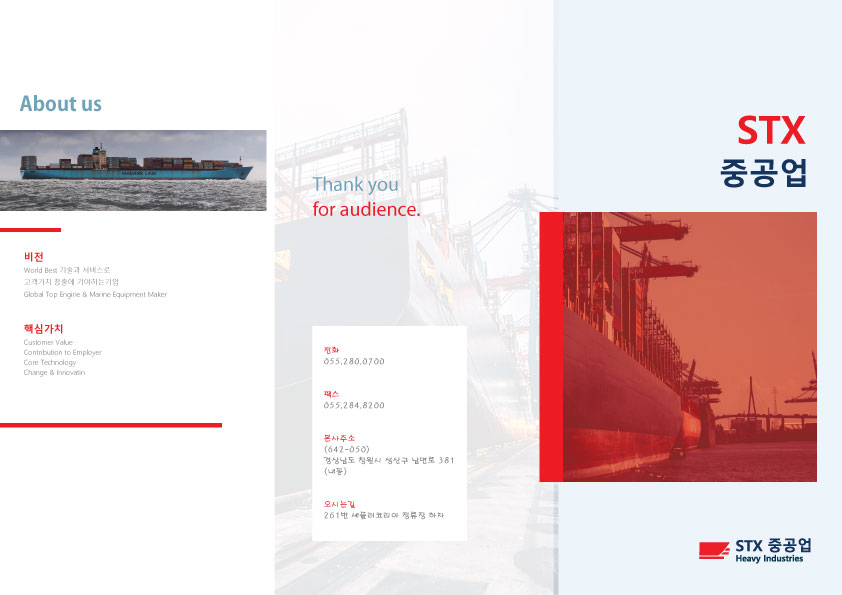 About us
MAERSK LINE
비전
World Best 기술과 서비스로
고객가치 창출에 기여하는기업
Global Top Engine & Marine Equipment Maker
핵심가치
Customer Value
Contribution to Employer
Core Technology
Change & Innovatin
Thank you
for audience.
전화
055.280.0700
팩스
055.284.8200
본사주소
(642-050)
경상남도 창원시 성산구 남면로 381
(내동)
오시는길
261번 세플러코리아 정류장 하차
STX
중공업
STX 중공업
Heavy Industries